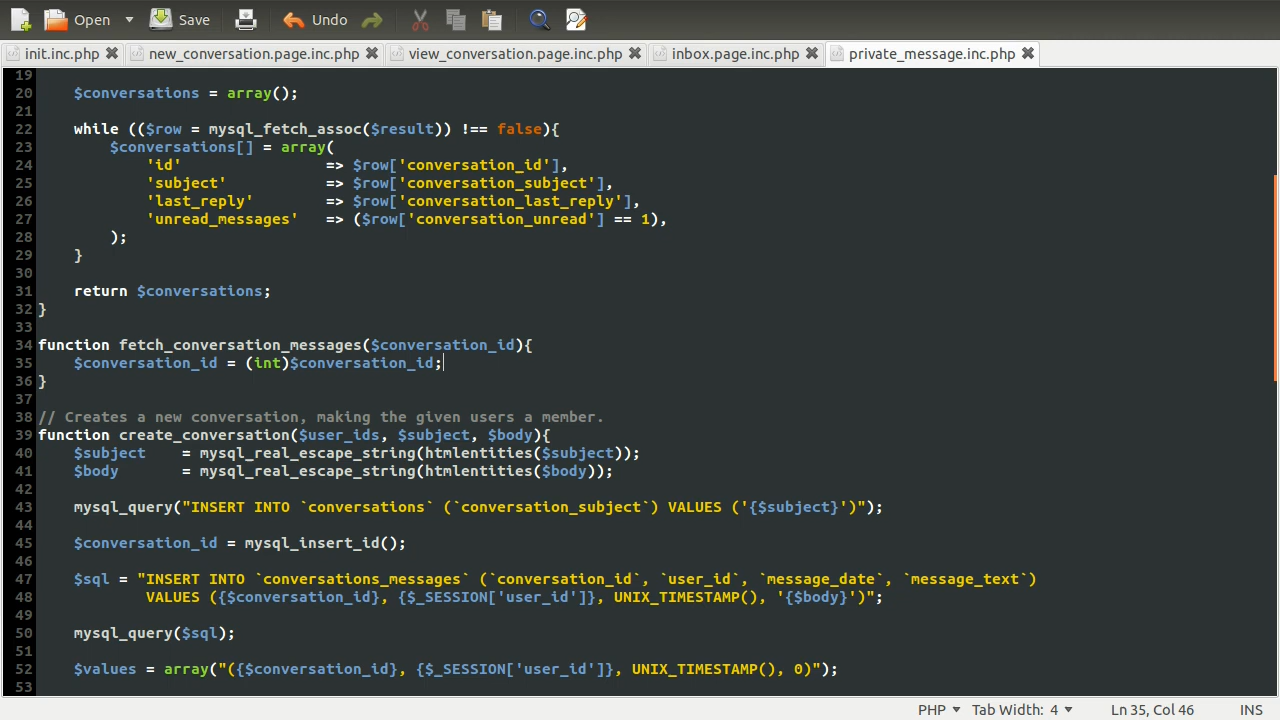 Open Save Undo
init.inc.php new_conversation.page.inc.php view_conversation.page.inc.php inbox.page.inc.php private_message.inc.php
19
20     $conversations = array();
21
22     while (($row = mysql_fetch_assoc($result)) !== false){
23         $conversations[] = array(
24             'id'                => $row['conversation_id'],
25             'subject'           => $row['conversation_subject'],
26             'last_reply'        => $row['conversation_last_reply'],
27             'unread_messages'   => ($row['conversation_unread'] == 1),
28         );
29     }
30
31     return $conversations;
32 }
33
34 function fetch_conversation_messages($conversation_id){
35     $conversation_id = (int)$conversation_id;
36 }
37
38 // Creates a new conversation, making the given users a member.
39 function create_conversation($user_ids, $subject, $body){
40     $subject    = mysql_real_escape_string(htmlentities($subject));
41     $body       = mysql_real_escape_string(htmlentities($body));
42
43     mysql_query("INSERT INTO `conversations` (`conversation_subject`) VALUES ('{$subject}')");
44
45     $conversation_id = mysql_insert_id();
46
47     $sql = "INSERT INTO `conversations_messages` (`conversation_id`, `user_id`, `message_date`, `message_text`)
48             VALUES ({$conversation_id}, {$_SESSION['user_id']}, UNIX_TIMESTAMP(), '{$body}')";
49
50     mysql_query($sql);
51
52     $values = array("({$conversation_id}, {$_SESSION['user_id']}, UNIX_TIMESTAMP(), 0)");
53
PHP Tab Width: 4 Ln 35, Col 46 INS